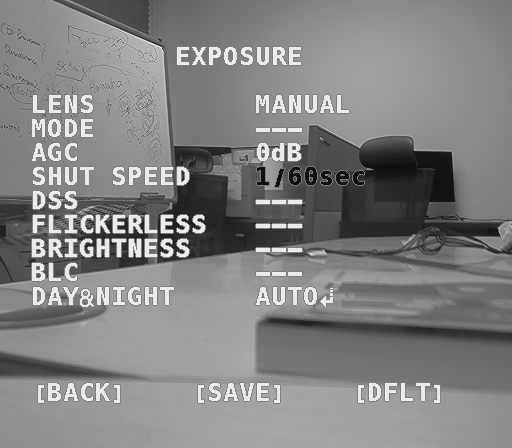 EXPOSURE
LENS MANUAL
MODE ---
AGC 0dB
SHUT SPEED 1/60sec
DSS ---
FLICKERLESS ---
BRIGHTNESS ---
BLC ---
DAY&NIGHT AUTO↲
[BACK] [SAVE] [DFLT]